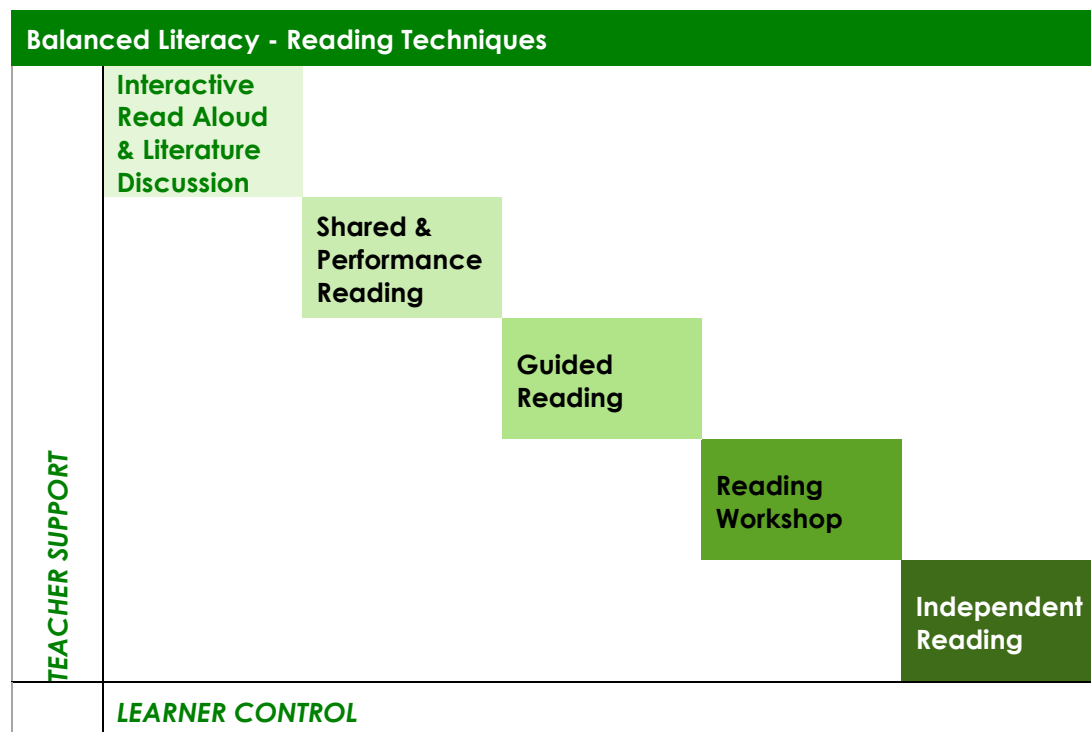 Balanced Literacy - Reading Techniques
Interactive
Read Aloud
& Literature
Discussion
Shared &
Performance
Reading
Guided
Reading
Reading
Workshop
Independent
Reading
TEACHER SUPPORT
LEARNER CONTROL